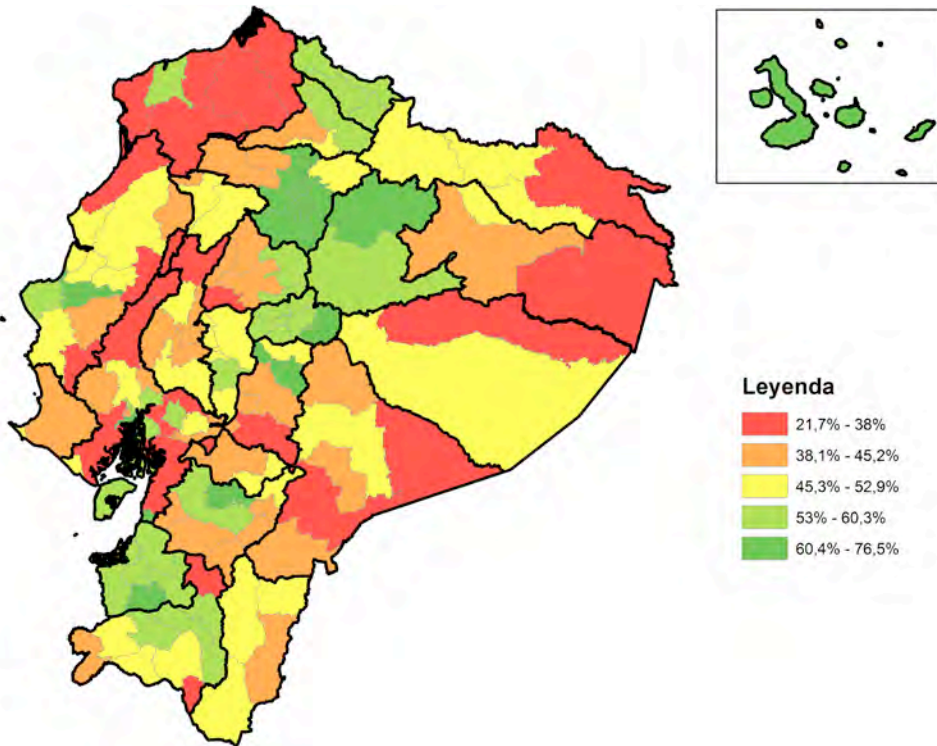 Leyenda
21,7% - 38%
38,1% - 45,2%
45,3% - 52,9%
53% - 60,3%
60,4% - 76,5%